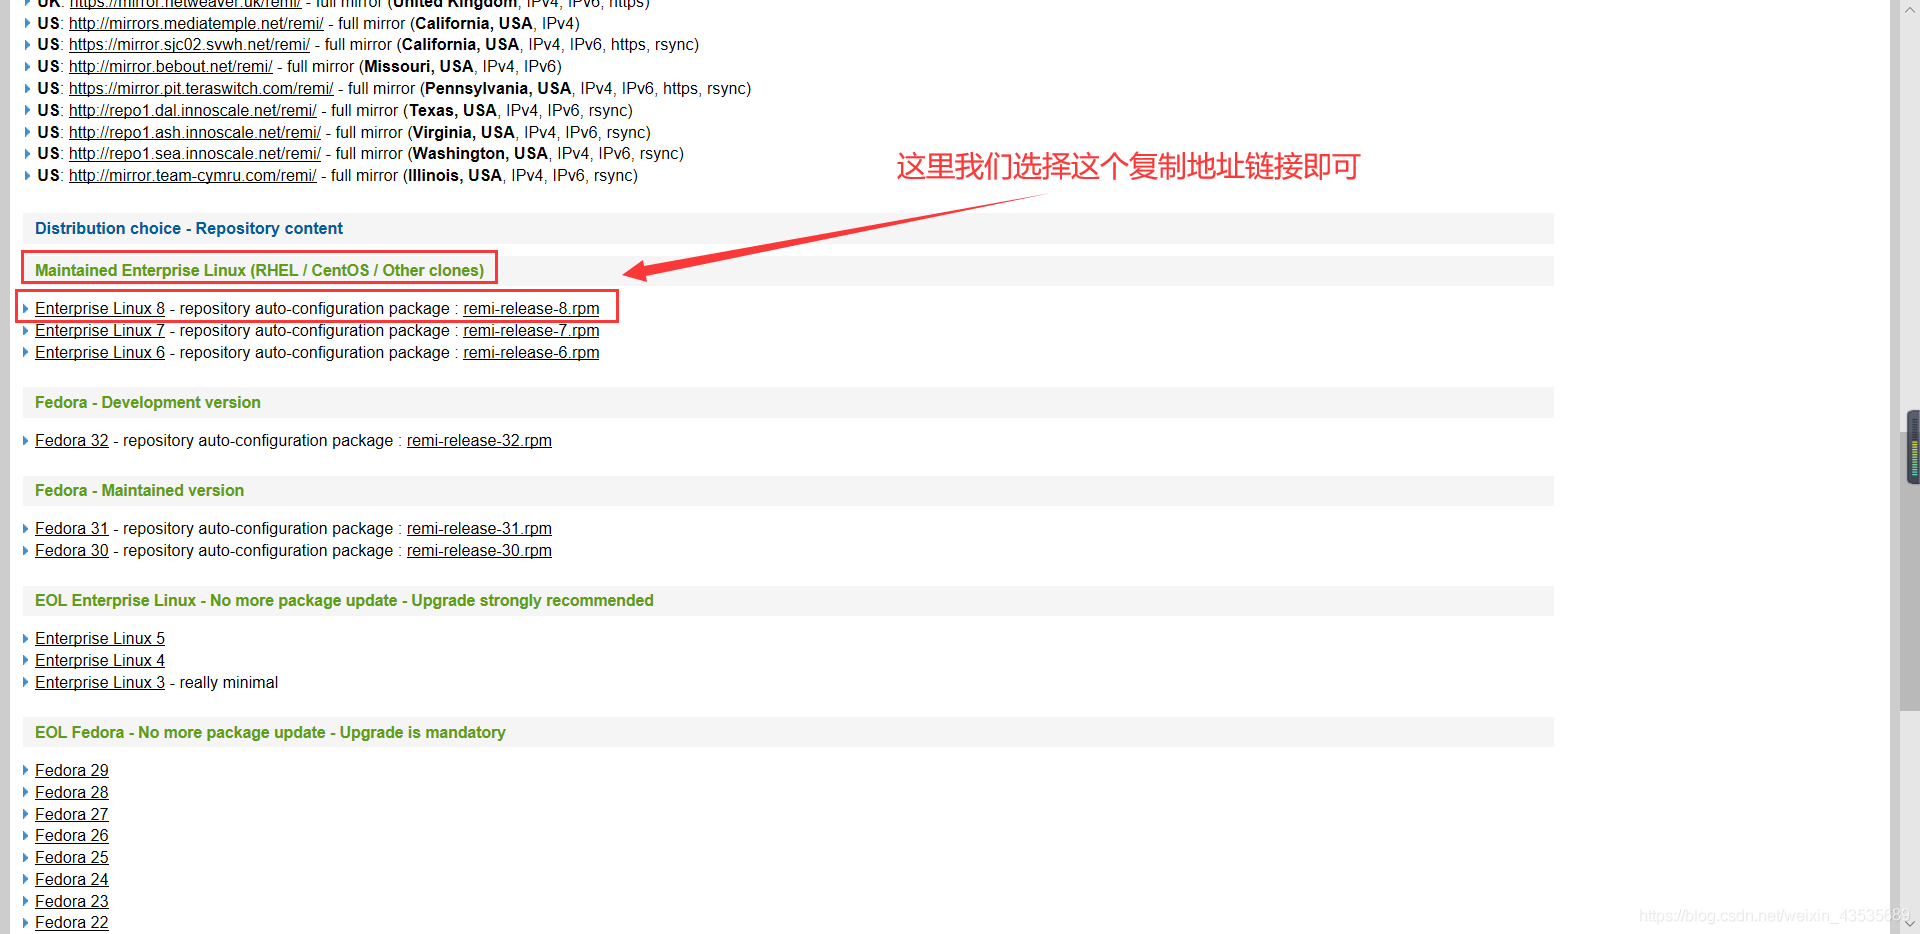 UK: https://mirror.netweaver.uk/remi/ - full mirror (United Kingdom, IPv4, IPv6, https)
US: http://mirrors.mediatemple.net/remi/ - full mirror (California, USA, IPv4)
US: https://mirror.sjc02.svwh.net/remi/ - full mirror (California, USA, IPv4, IPv6, https, rsync)
US: http://mirror.bebout.net/remi/ - full mirror (Missouri, USA, IPv4, IPv6)
US: https://mirror.pit.teraswitch.com/remi/ - full mirror (Pennsylvania, USA, IPv4, IPv6, https, rsync)
US: http://repo1.dal.innoscale.net/remi/ - full mirror (Texas, USA, IPv4, IPv6, rsync)
US: http://repo1.ash.innoscale.net/remi/ - full mirror (Virginia, USA, IPv4, IPv6, rsync)
US: http://repo1.sea.innoscale.net/remi/ - full mirror (Washington, USA, IPv4, IPv6, rsync)
US: http://mirror.team-cymru.com/remi/ - full mirror (Illinois, USA, IPv4, IPv6, rsync)
这里我们选择这个复制地址链接即可
Distribution choice - Repository content
Maintained Enterprise Linux (RHEL / CentOS / Other clones)
Enterprise Linux 8 - repository auto-configuration package : remi-release-8.rpm
Enterprise Linux 7 - repository auto-configuration package : remi-release-7.rpm
Enterprise Linux 6 - repository auto-configuration package : remi-release-6.rpm
Fedora - Development version
Fedora 32 - repository auto-configuration package : remi-release-32.rpm
Fedora - Maintained version
Fedora 31 - repository auto-configuration package : remi-release-31.rpm
Fedora 30 - repository auto-configuration package : remi-release-30.rpm
EOL Enterprise Linux - No more package update - Upgrade strongly recommended
Enterprise Linux 5
Enterprise Linux 4
Enterprise Linux 3 - really minimal
EOL Fedora - No more package update - Upgrade is mandatory
Fedora 29
Fedora 28
Fedora 27
Fedora 26
Fedora 25
Fedora 24
Fedora 23
Fedora 22
https://blog.csdn.net/weixin_43535689